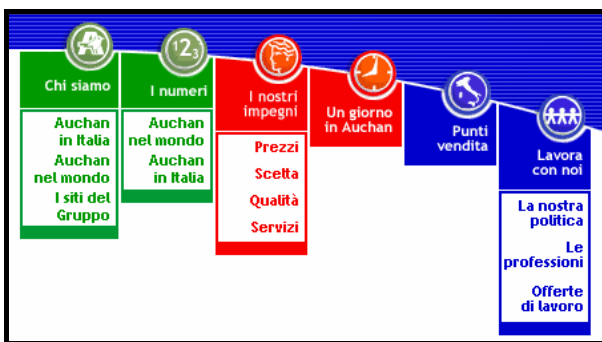 Chi siamo
Auchan
in Italia
Auchan
nel mondo
I siti del
Gruppo
123
I numeri
Auchan
nel mondo
Auchan
in Italia
I nostri
impegni
Prezzi
Scelta
Qualità
Servizi
Un giorno
in Auchan
Punti
vendita
Lavora
con noi
La nostra
politica
Le
professioni
Offerte
di lavoro